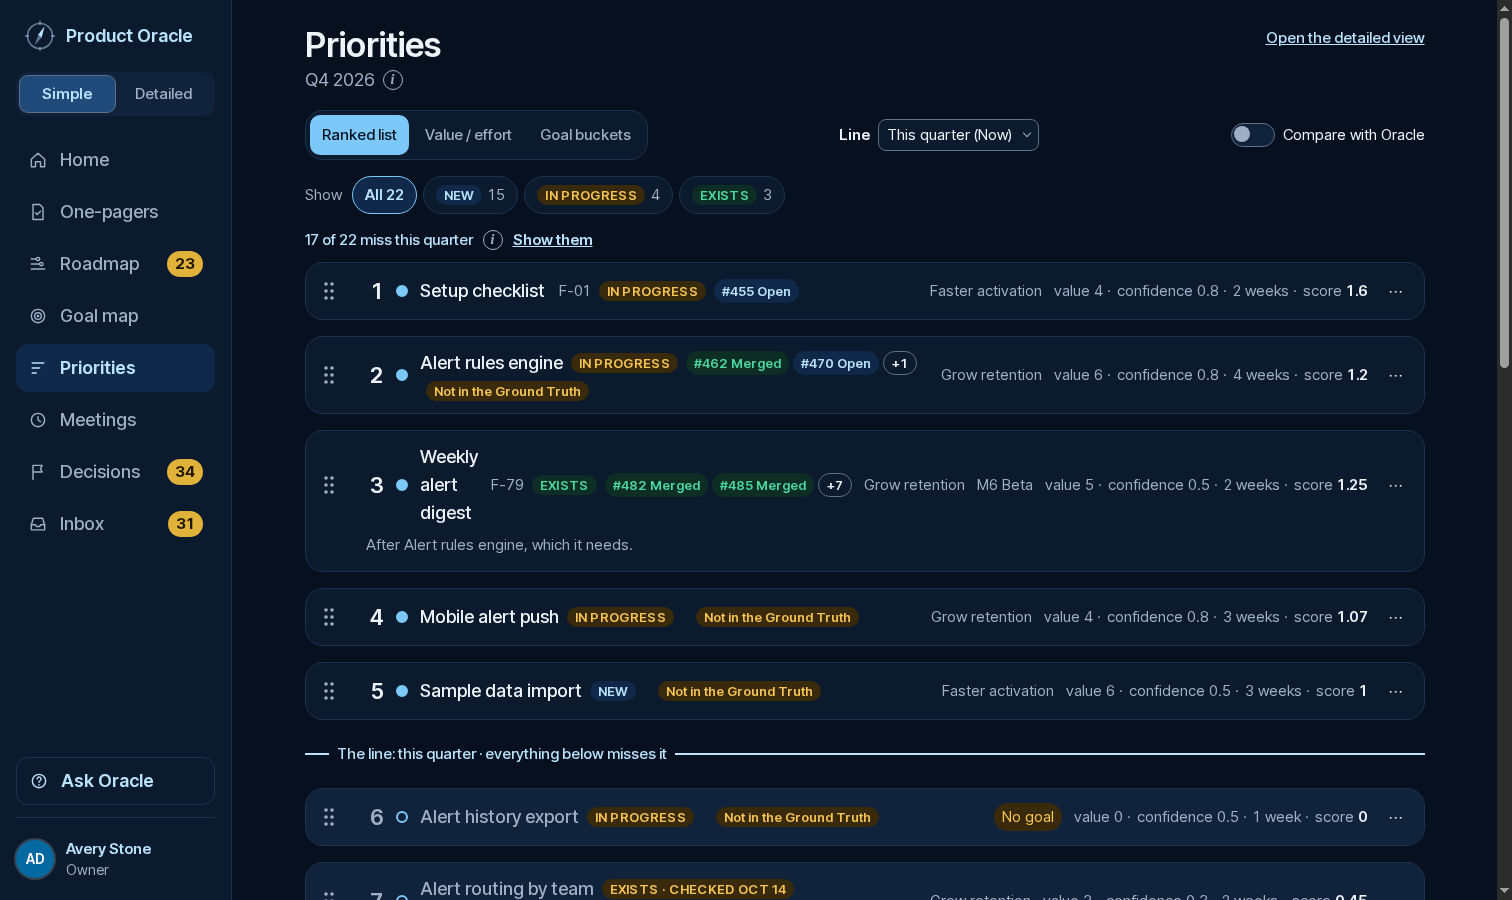 Product Oracle
Simple
Detailed
Home
One-pagers
Roadmap 23
Goal map
Priorities
Meetings
Decisions 34
Inbox 31
Ask Oracle
AD
Avery Stone
Owner
Priorities
Open the detailed view
Q4 2026 i
Ranked list
Value / effort
Goal buckets
Line This quarter (Now)
Compare with Oracle
Show All 22 NEW 15 IN PROGRESS 4 EXISTS 3
17 of 22 miss this quarter i Show them
1 Setup checklist F-01 IN PROGRESS #455 Open Faster activation value 4 · confidence 0.8 · 2 weeks · score 1.6 ...
2 Alert rules engine IN PROGRESS #462 Merged #470 Open +1
Not in the Ground Truth
Grow retention value 6 · confidence 0.8 · 4 weeks · score 1.2 ...
3 Weekly alert digest F-79 EXISTS #482 Merged #485 Merged +7 Grow retention M6 Beta value 5 · confidence 0.5 · 2 weeks · score 1.25 ...
After Alert rules engine, which it needs.
4 Mobile alert push IN PROGRESS Not in the Ground Truth Grow retention value 4 · confidence 0.8 · 3 weeks · score 1.07 ...
5 Sample data import NEW Not in the Ground Truth Faster activation value 6 · confidence 0.5 · 3 weeks · score 1 ...
The line: this quarter · everything below misses it
6 Alert history export IN PROGRESS Not in the Ground Truth No goal value 0 · confidence 0.5 · 1 week · score 0 ...
7 Alert routing by team EXISTS · CHECKED OCT 14
Grow retention